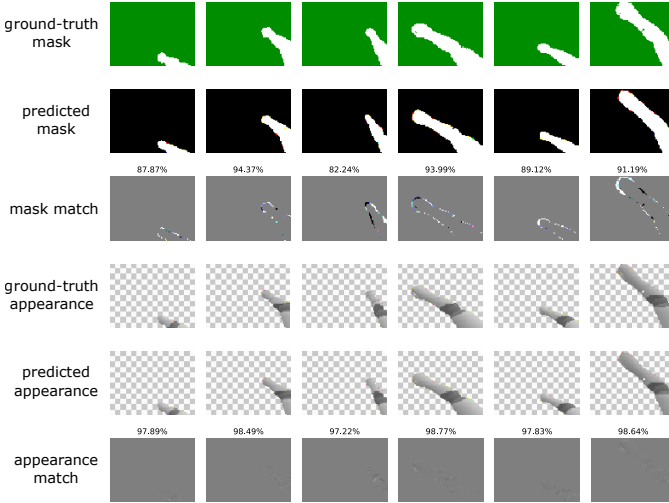 ground-truth
mask
predicted
mask
87.87% 94.37% 82.24% 93.99% 89.12% 91.19%
mask match
ground-truth
appearance
predicted
appearance
97.89% 98.49% 97.22% 98.77% 97.83% 98.64%
appearance
match